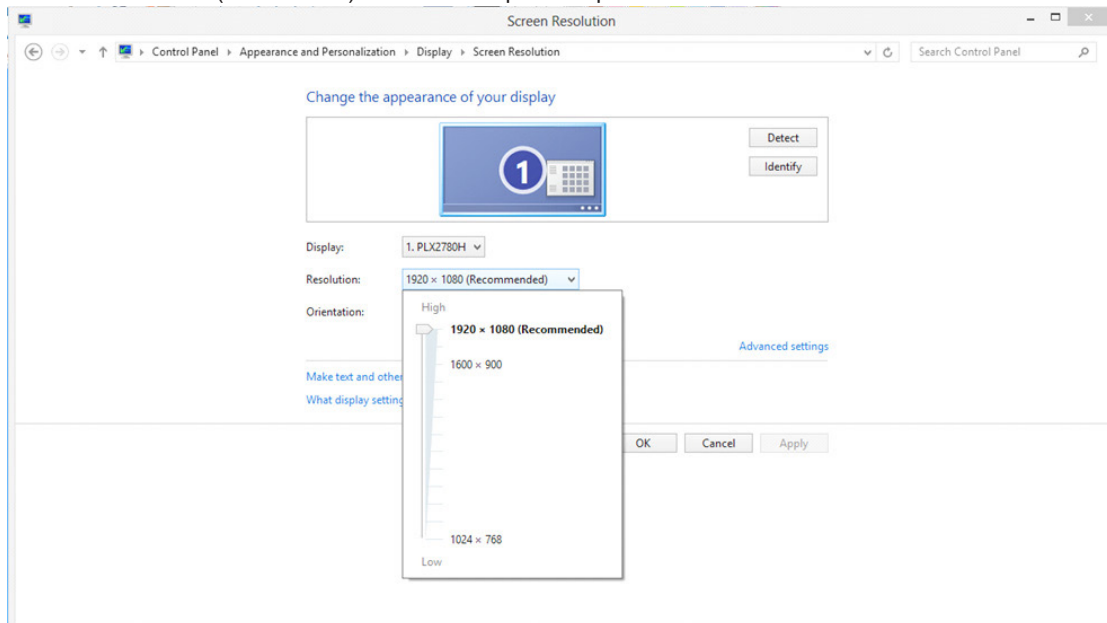 Screen Resolution
Control Panel Appearance and Personalization Display Screen Resolution
Search Control Panel
Change the appearance of your display
1
Detect
Identify
Display: 1. PLX2780H
Resolution: 1920 × 1080 (Recommended)
Orientation:
High
1920 × 1080 (Recommended)
1600 × 900
1024 × 768
Low
Advanced settings
Make text and other
What display setting
OK Cancel Apply